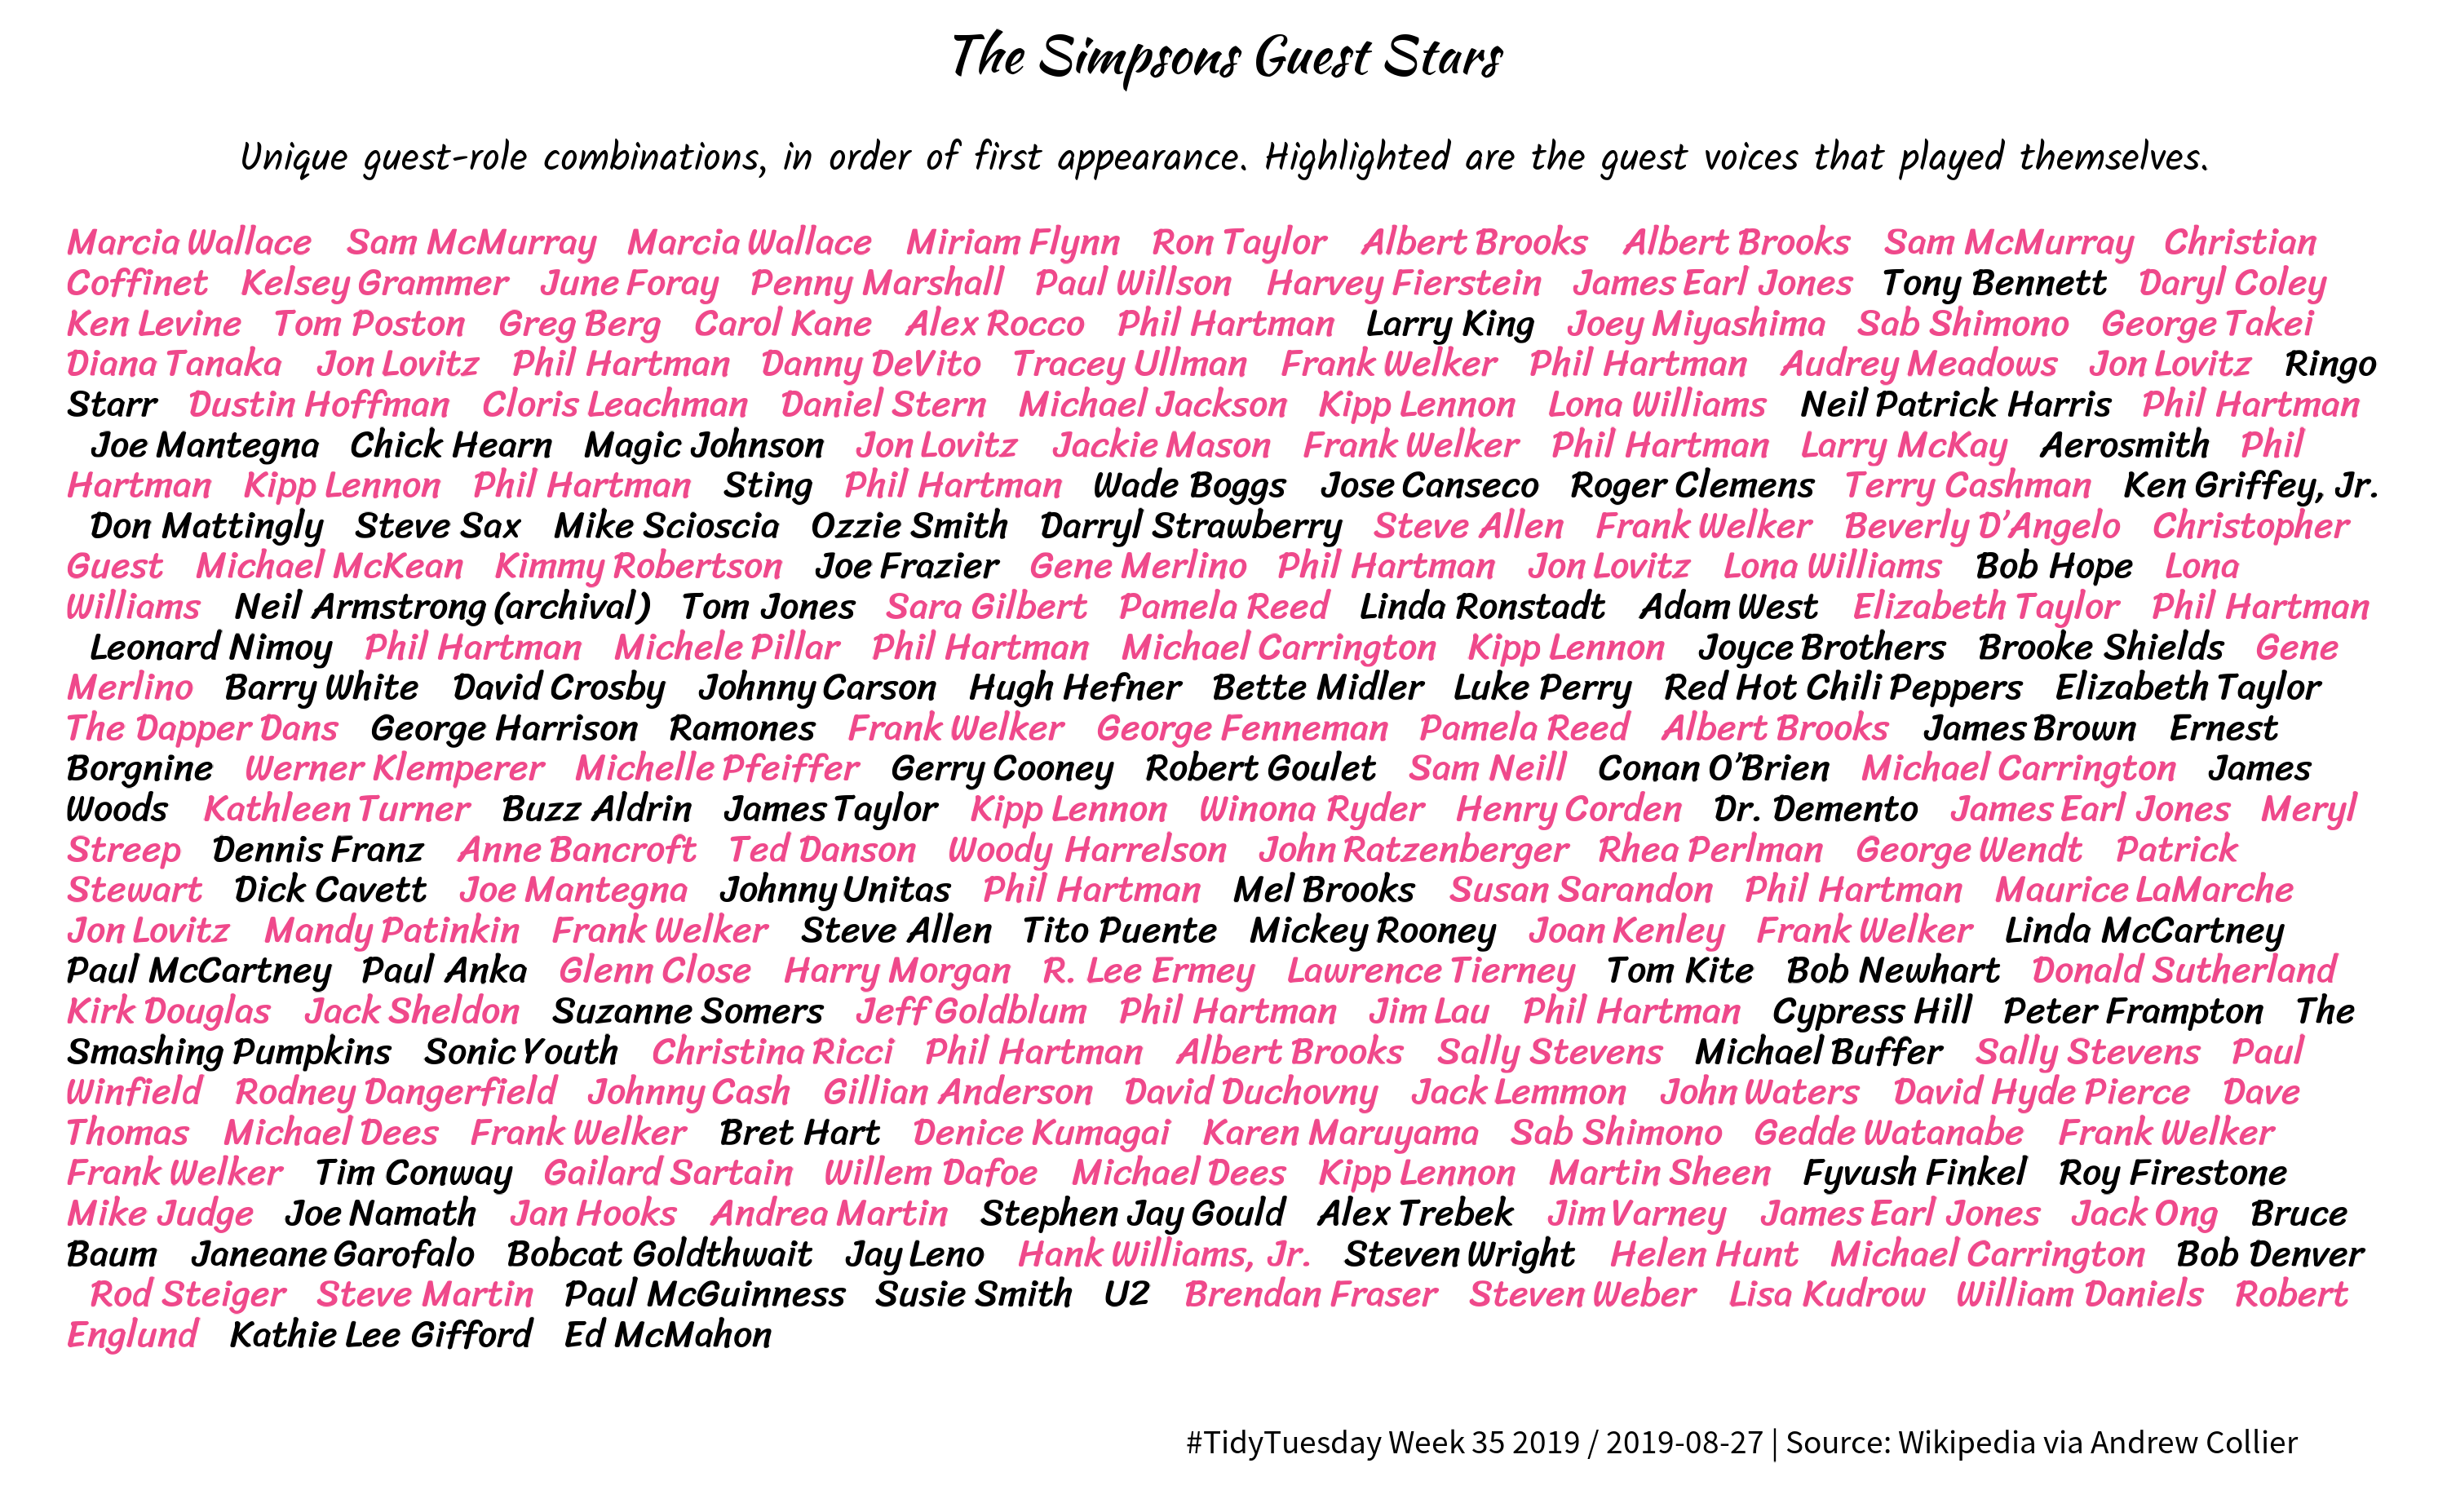 The Simpsons Guest Stars
Unique guest-role combinations, in order of first appearance. Highlighted are the guest voices that played themselves.
Marcia Wallace Sam McMurray Marcia Wallace Miriam Flynn Ron Taylor Albert Brooks Albert Brooks Sam McMurray Christian
Coffinet Kelsey Grammer June Foray Penny Marshall Paul Willson Harvey Fierstein James Earl Jones Tony Bennett Daryl Coley
Ken Levine Tom Poston Greg Berg Carol Kane Alex Rocco Phil Hartman Larry King Joey Miyashima Sab Shimono George Takei
Diana Tanaka Jon Lovitz Phil Hartman Danny DeVito Tracey Ullman Frank Welker Phil Hartman Audrey Meadows Jon Lovitz Ringo
Starr Dustin Hoffman Cloris Leachman Daniel Stern Michael Jackson Kipp Lennon Lona Williams Neil Patrick Harris Phil Hartman
Joe Mantegna Chick Hearn Magic Johnson Jon Lovitz Jackie Mason Frank Welker Phil Hartman Larry McKay Aerosmith Phil
Hartman Kipp Lennon Phil Hartman Sting Phil Hartman Wade Boggs Jose Canseco Roger Clemens Terry Cashman Ken Griffey, Jr.
Don Mattingly Steve Sax Mike Scioscia Ozzie Smith Darryl Strawberry Steve Allen Frank Welker Beverly D’Angelo Christopher
Guest Michael McKean Kimmy Robertson Joe Frazier Gene Merlino Phil Hartman Jon Lovitz Lona Williams Bob Hope Lona
Williams Neil Armstrong (archival) Tom Jones Sara Gilbert Pamela Reed Linda Ronstadt Adam West Elizabeth Taylor Phil Hartman
Leonard Nimoy Phil Hartman Michele Pillar Phil Hartman Michael Carrington Kipp Lennon Joyce Brothers Brooke Shields Gene
Merlino Barry White David Crosby Johnny Carson Hugh Hefner Bette Midler Luke Perry Red Hot Chili Peppers Elizabeth Taylor
The Dapper Dans George Harrison Ramones Frank Welker George Fenneman Pamela Reed Albert Brooks James Brown Ernest
Borgnine Werner Klemperer Michelle Pfeiffer Gerry Cooney Robert Goulet Sam Neill Conan O’Brien Michael Carrington James
Woods Kathleen Turner Buzz Aldrin James Taylor Kipp Lennon Winona Ryder Henry Corden Dr. Demento James Earl Jones Meryl
Streep Dennis Franz Anne Bancroft Ted Danson Woody Harrelson John Ratzenberger Rhea Perlman George Wendt Patrick
Stewart Dick Cavett Joe Mantegna Johnny Unitas Phil Hartman Mel Brooks Susan Sarandon Phil Hartman Maurice LaMarche
Jon Lovitz Mandy Patinkin Frank Welker Steve Allen Tito Puente Mickey Rooney Joan Kenley Frank Welker Linda McCartney
Paul McCartney Paul Anka Glenn Close Harry Morgan R. Lee Ermey Lawrence Tierney Tom Kite Bob Newhart Donald Sutherland
Kirk Douglas Jack Sheldon Suzanne Somers Jeff Goldblum Phil Hartman Jim Lau Phil Hartman Cypress Hill Peter Frampton The
Smashing Pumpkins Sonic Youth Christina Ricci Phil Hartman Albert Brooks Sally Stevens Michael Buffer Sally Stevens Paul
Winfield Rodney Dangerfield Johnny Cash Gillian Anderson David Duchovny Jack Lemmon John Waters David Hyde Pierce Dave
Thomas Michael Dees Frank Welker Bret Hart Denice Kumagai Karen Maruyama Sab Shimono Gedde Watanabe Frank Welker
Frank Welker Tim Conway Gailard Sartain Willem Dafoe Michael Dees Kipp Lennon Martin Sheen Fyvush Finkel Roy Firestone
Mike Judge Joe Namath Jan Hooks Andrea Martin Stephen Jay Gould Alex Trebek Jim Varney James Earl Jones Jack Ong Bruce
Baum Janeane Garofalo Bobcat Goldthwait Jay Leno Hank Williams, Jr. Steven Wright Helen Hunt Michael Carrington Bob Denver
Rod Steiger Steve Martin Paul McGuinness Susie Smith U2 Brendan Fraser Steven Weber Lisa Kudrow William Daniels Robert
Englund Kathie Lee Gifford Ed McMahon
#TidyTuesday Week 35 2019 / 2019-08-27 | Source: Wikipedia via Andrew Collier